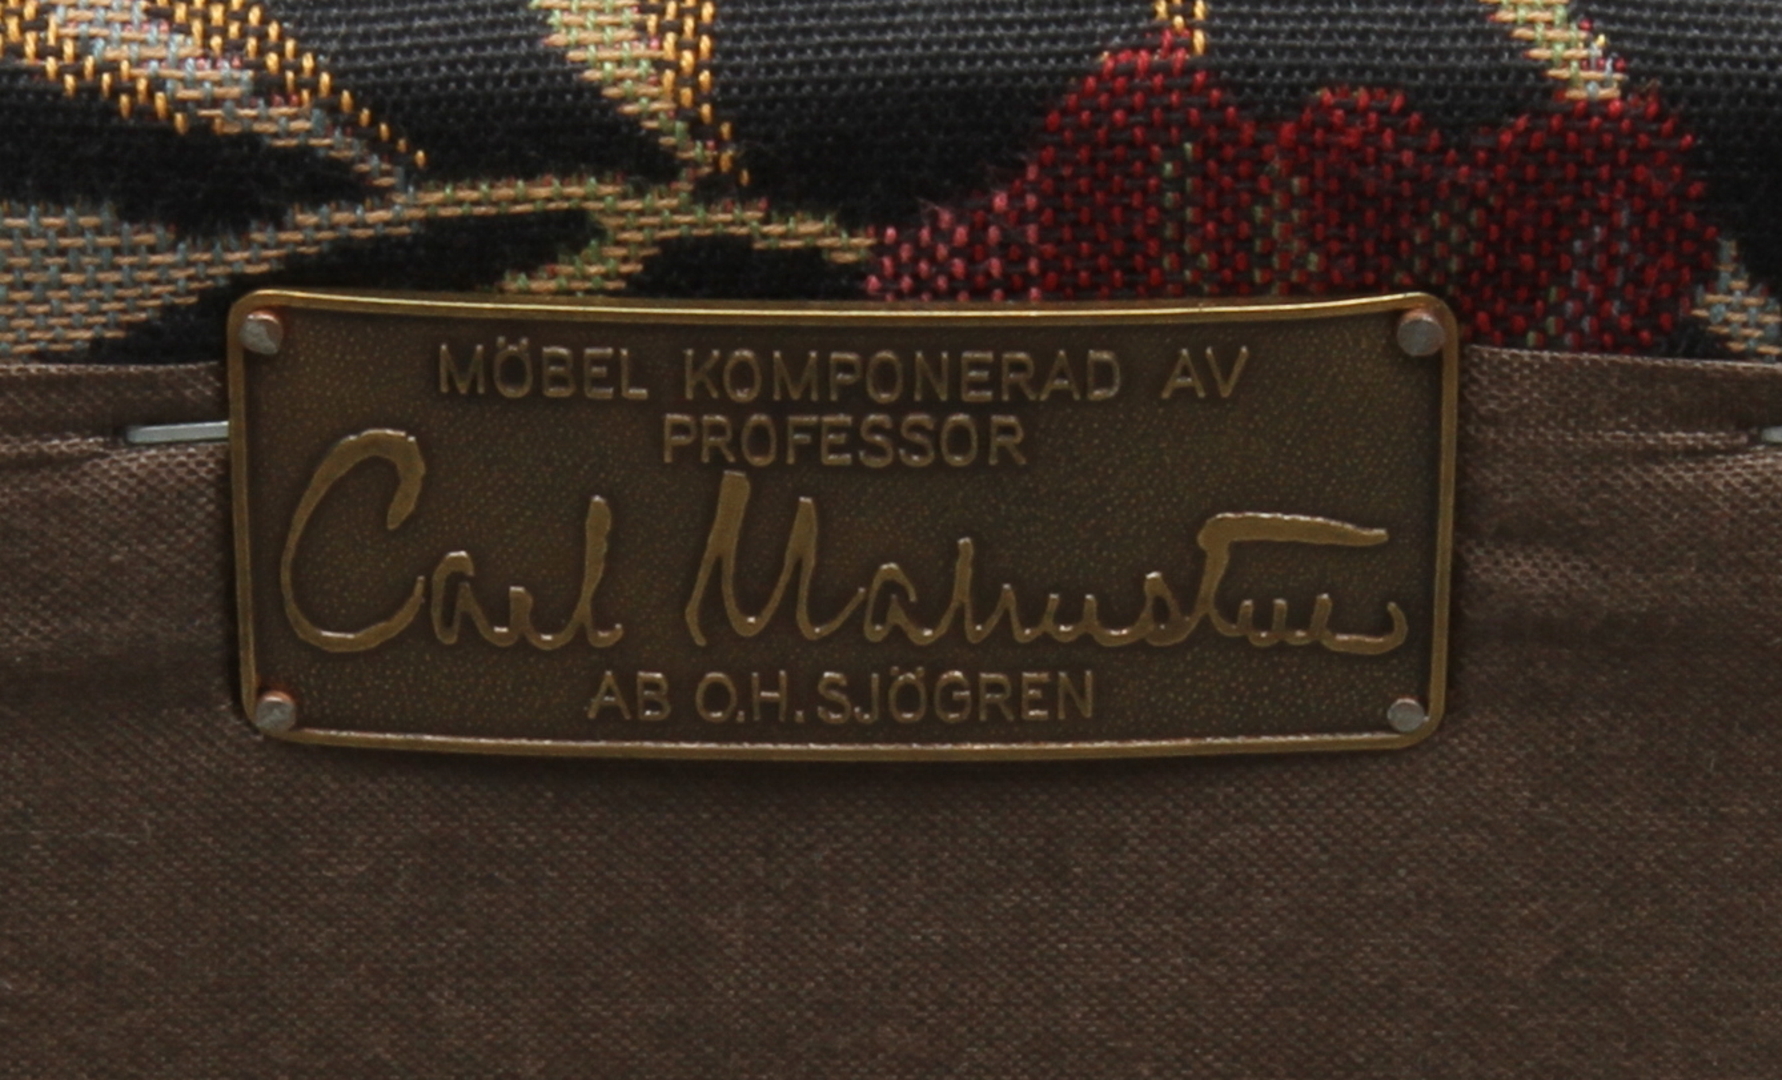 MÖBEL KOMPONERAD AV
PROFESSOR
Carl Malmsten
AB O.H. SJÖGREN